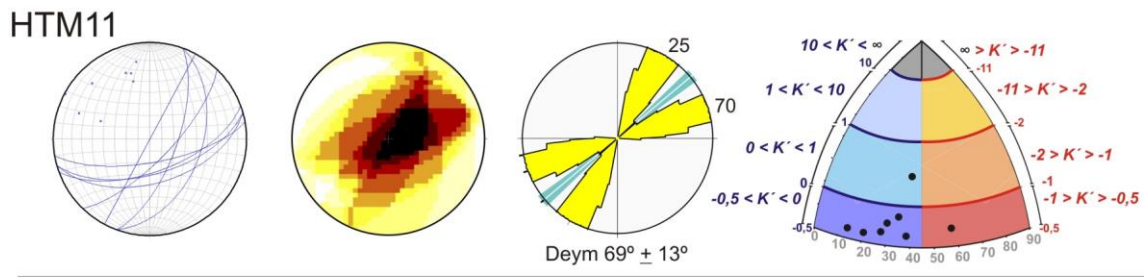 HTM11
25
70
Deym 69º ± 13º
10 < K´ < ∞
1 < K´ < 10
0 < K´ < 1
-0,5 < K´ < 0
10
1
0
-0,5
∞ > K´ > -11
-11 > K´ > -2
-2 > K´ > -1
-1 > K´ > -0,5
-11
-2
-1
-0,5
0 10 20 30 40 50 60 70 80 90